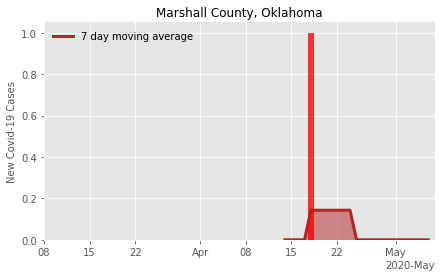 Marshall County, Oklahoma
7 day moving average
New Covid-19 Cases
1.0
0.8
0.6
0.4
0.2
0.0
08 15 22 Apr 08 15 22 May
2020-May